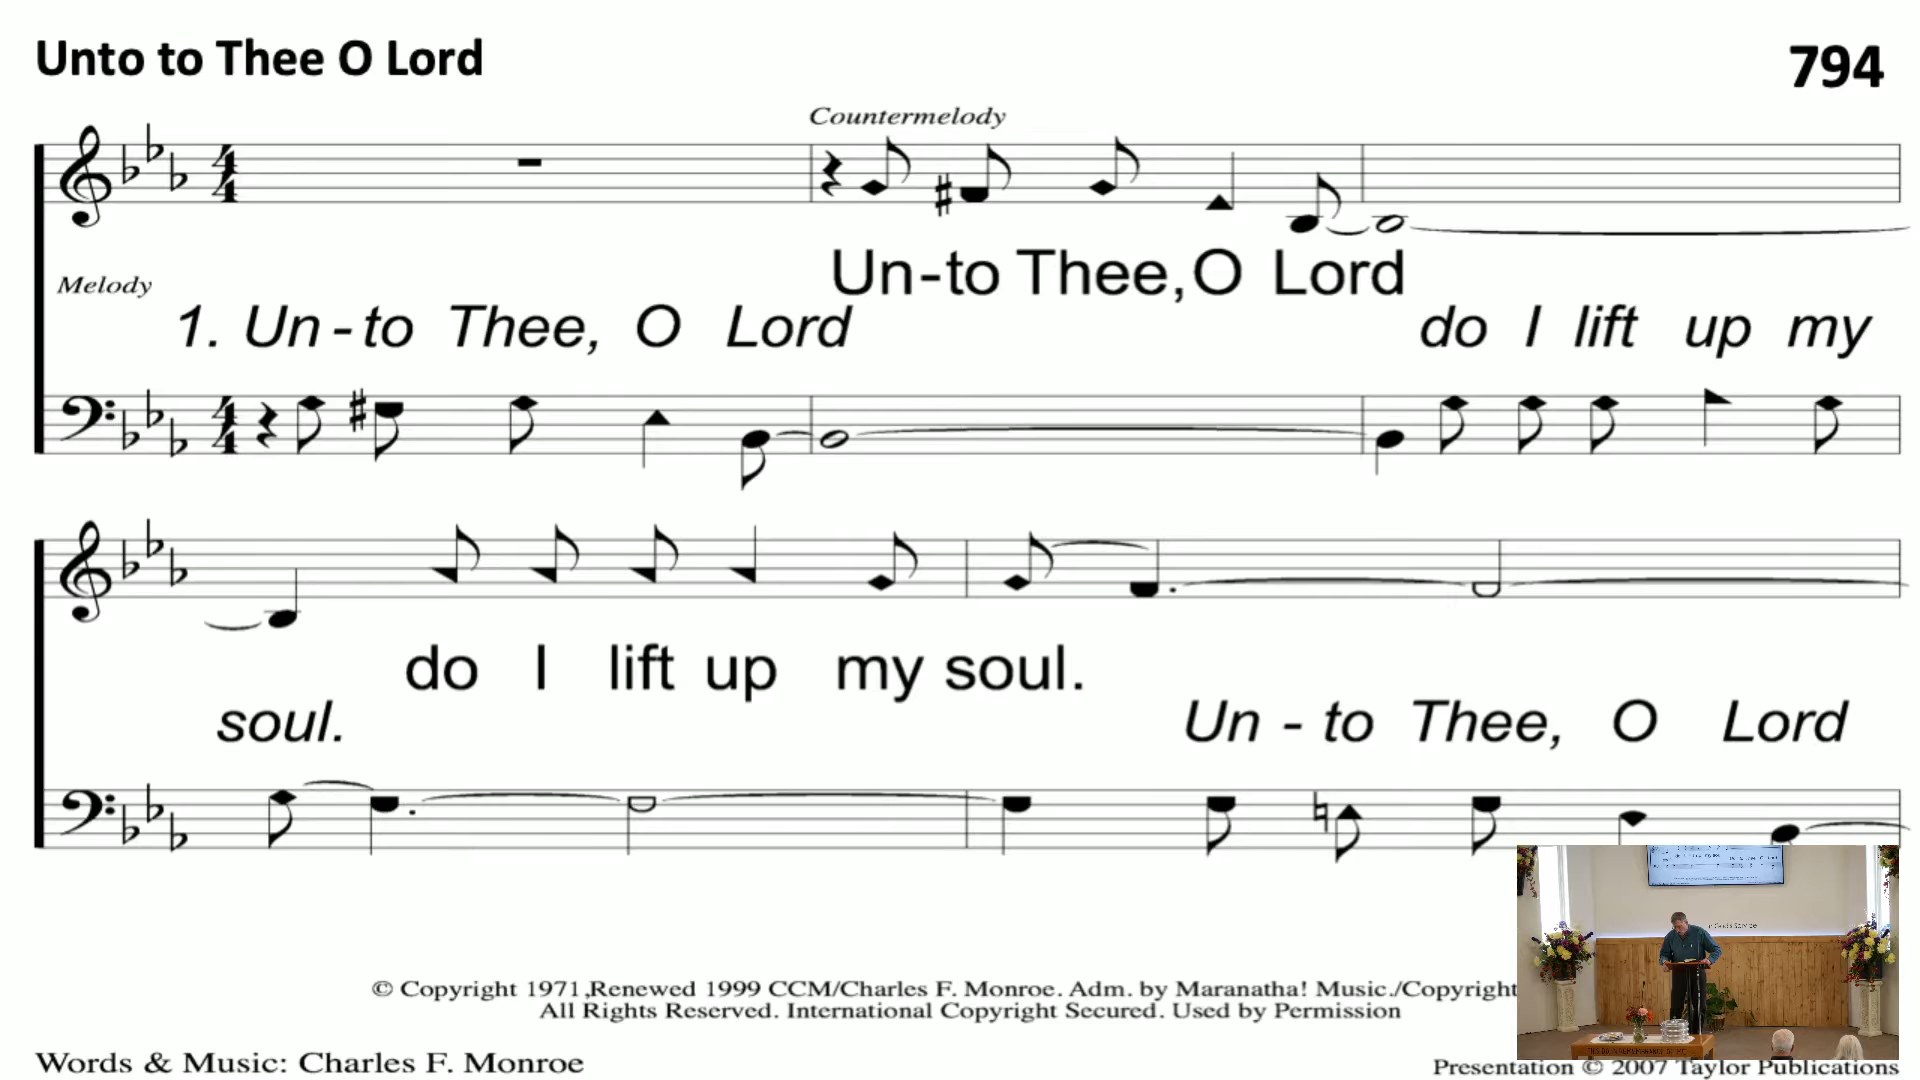 Unto to Thee O Lord
794
Countermelody
Un-to Thee, O Lord
Melody
1. Un - to Thee, O Lord do I lift up my
do I lift up my soul.
soul. Un - to Thee, O Lord
© Copyright 1971,Renewed 1999 CCM/Charles F. Monroe. Adm. by Maranatha! Music./Copyright
All Rights Reserved. International Copyright Secured. Used by Permission
Words & Music: Charles F. Monroe
Presentation © 2007 Taylor Publications